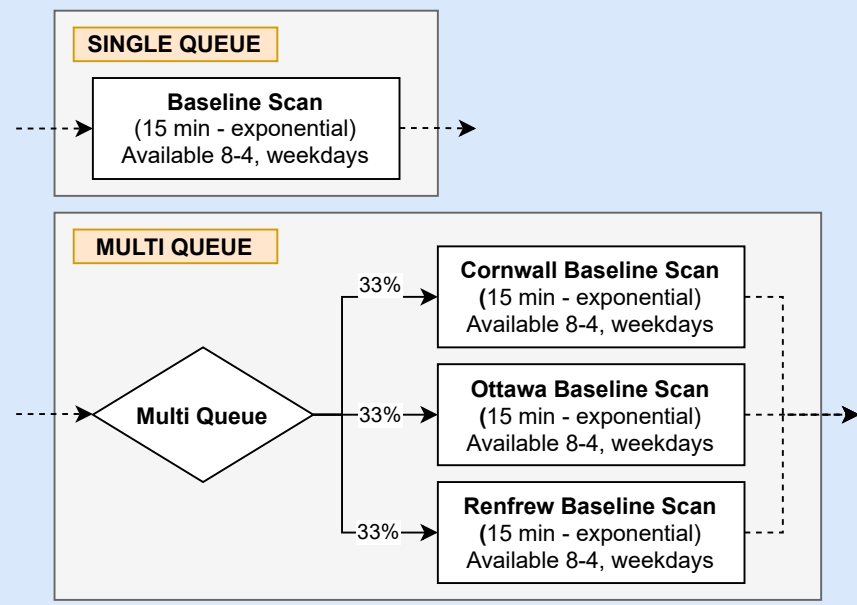 SINGLE QUEUE
Baseline Scan
(15 min - exponential)
Available 8-4, weekdays
MULTI QUEUE
Multi Queue
33%
Cornwall Baseline Scan
(15 min - exponential)
Available 8-4, weekdays
33%
Ottawa Baseline Scan
(15 min - exponential)
Available 8-4, weekdays
33%
Renfrew Baseline Scan
(15 min - exponential)
Available 8-4, weekdays